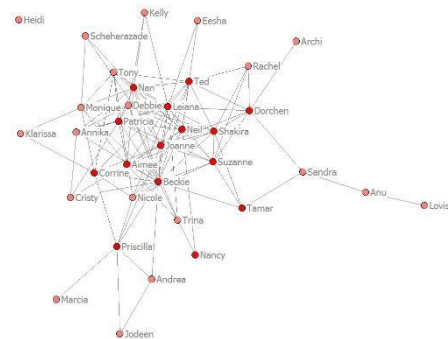 Heidi
Kelly
Eesha
Scheherazade
Archi
Rachel
Tony
Ted
Nan
Monique
Debbie
Leiana
Dorchen
Patricia
Neil
Shakira
Klarissa
Annika
Joanne
Aimee
Suzanne
Corrine
Beckie
Sandra
Cristy
Nicole
Anu
Tamar
Lovis
Trina
Priscilla
Nancy
Andrea
Marcia
Jodeen